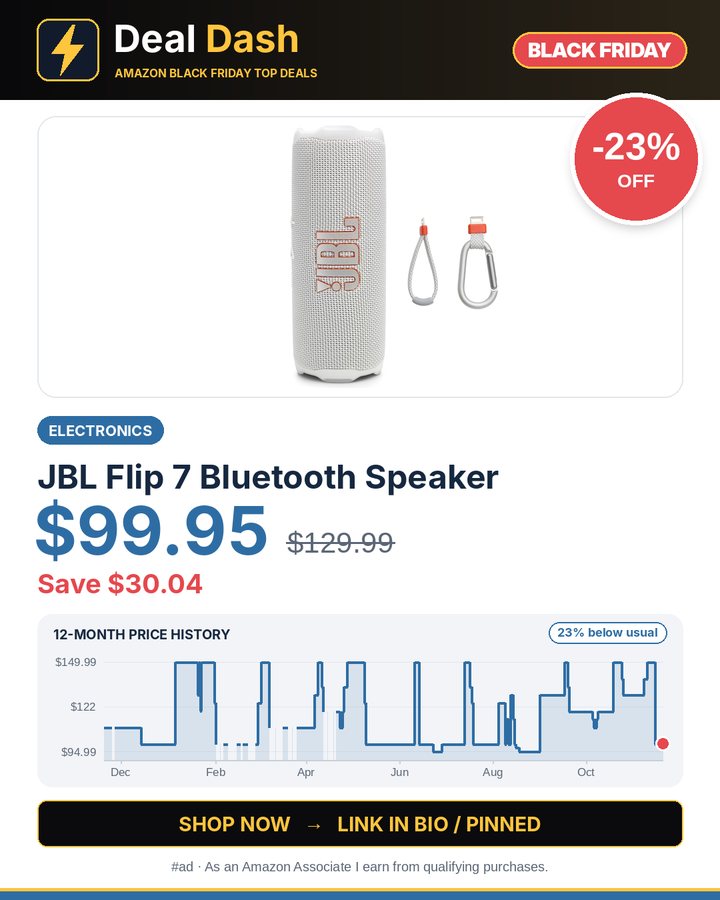 Deal Dash
AMAZON BLACK FRIDAY TOP DEALS
BLACK FRIDAY
-23%
OFF
JBL
ELECTRONICS
JBL Flip 7 Bluetooth Speaker
$99.95 $129.99
Save $30.04
12-MONTH PRICE HISTORY
23% below usual
$149.99
$122
$94.99
Dec Feb Apr Jun Aug Oct
SHOP NOW → LINK IN BIO / PINNED
#ad · As an Amazon Associate I earn from qualifying purchases.